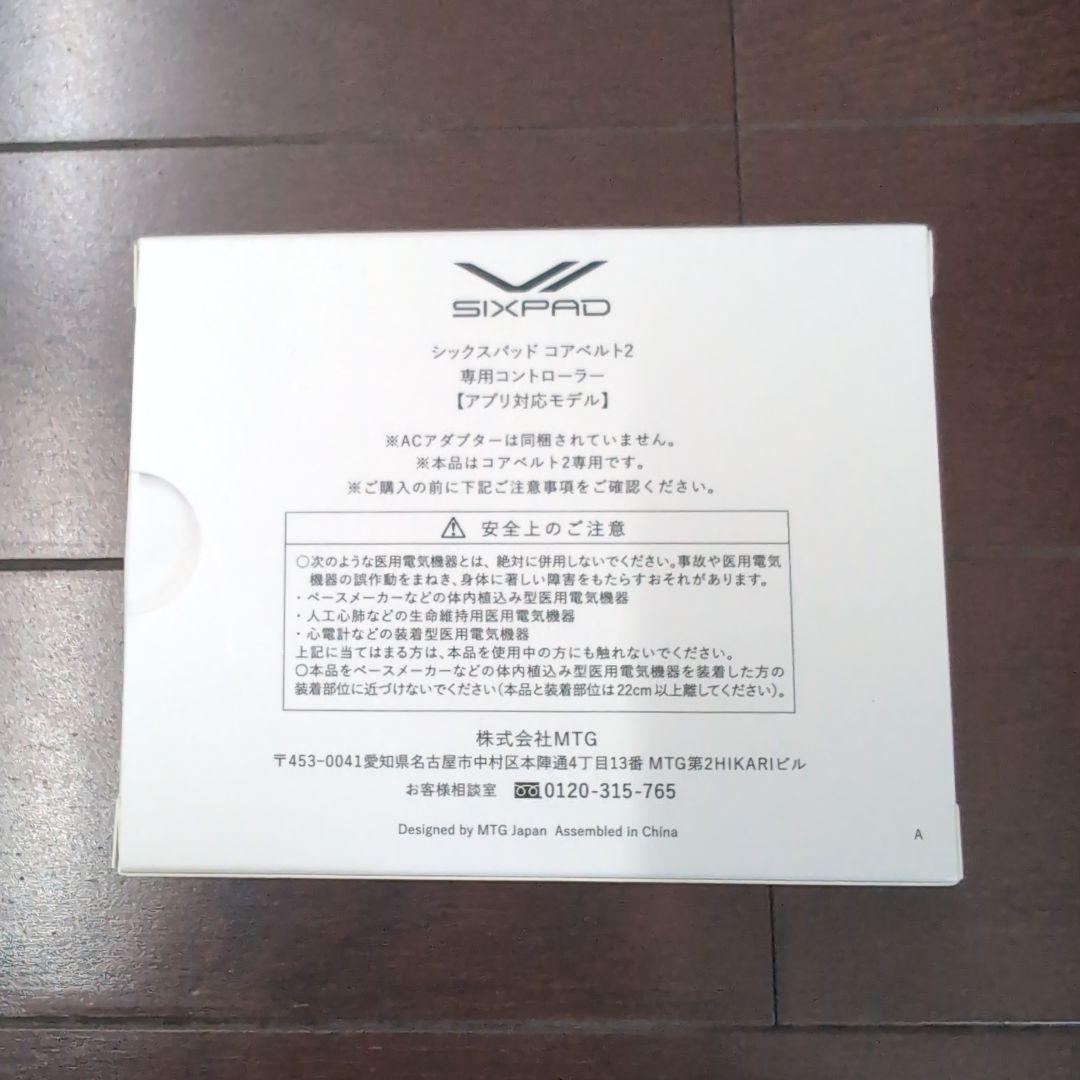 SIXPAD
シックスパッド コアベルト2
専用コントローラー
【アプリ対応モデル】
※ACアダプターは同梱されていません。
※本品はコアベルト2専用です。
※ご購入の前に下記ご注意事項をご確認ください。
安全上のご注意
○次のような医用電気機器とは、絶対に併用しないでください。事故や医用電気
機器の誤作動をまねき、身体に著しい障害をもたらすおそれがあります。
・ペースメーカーなどの体内植込み型医用電気機器
・人工心肺などの生命維持用医用電気機器
・心電計などの装着型医用電気機器
上記に当てはまる方は、本品を使用中の方にも触れないでください。
○本品をペースメーカーなどの体内植込み型医用電気機器を装着した方の
装着部位に近づけないでください(本品と装着部位は22cm以上離してください)。
株式会社MTG
〒453-0041愛知県名古屋市中村区本陣通4丁目13番 MTG第2HIKARIビル
お客様相談室 0120-315-765
Designed by MTG Japan Assembled in China
A